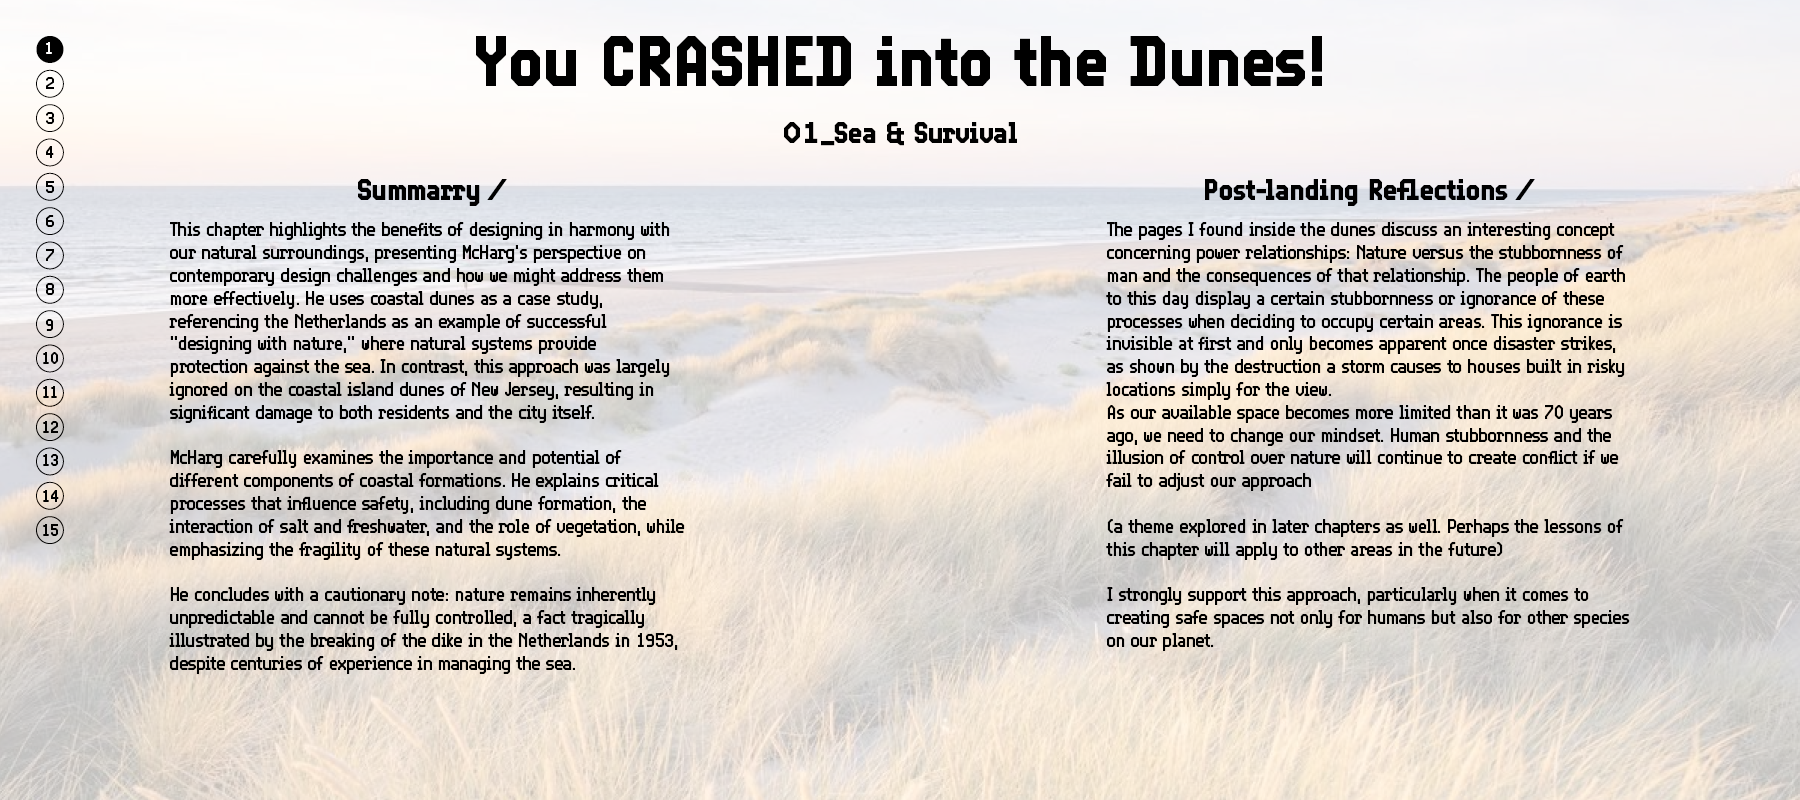 You CRASHED into the Dunes!
01_Sea & Survival
1
2
3
4
5
6
7
8
9
10
11
12
13
14
15
Summarry /
This chapter highlights the benefits of designing in harmony with
our natural surroundings, presenting McHarg's perspective on
contemporary design challenges and how we might address them
more effectively. He uses coastal dunes as a case study,
referencing the Netherlands as an example of successful
"designing with nature," where natural systems provide
protection against the sea. In contrast, this approach was largely
ignored on the coastal island dunes of New Jersey, resulting in
significant damage to both residents and the city itself.
McHarg carefully examines the importance and potential of
different components of coastal formations. He explains critical
processes that influence safety, including dune formation, the
interaction of salt and freshwater, and the role of vegetation, while
emphasizing the fragility of these natural systems.
He concludes with a cautionary note: nature remains inherently
unpredictable and cannot be fully controlled, a fact tragically
illustrated by the breaking of the dike in the Netherlands in 1953,
despite centuries of experience in managing the sea.
Post-landing Reflections /
The pages I found inside the dunes discuss an interesting concept
concerning power relationships: Nature versus the stubbornness of
man and the consequences of that relationship. The people of earth
to this day display a certain stubbornness or ignorance of these
processes when deciding to occupy certain areas. This ignorance is
invisible at first and only becomes apparent once disaster strikes,
as shown by the destruction a storm causes to houses built in risky
locations simply for the view.
As our available space becomes more limited than it was 70 years
ago, we need to change our mindset. Human stubbornness and the
illusion of control over nature will continue to create conflict if we
fail to adjust our approach
(a theme explored in later chapters as well. Perhaps the lessons of
this chapter will apply to other areas in the future)
I strongly support this approach, particularly when it comes to
creating safe spaces not only for humans but also for other species
on our planet.